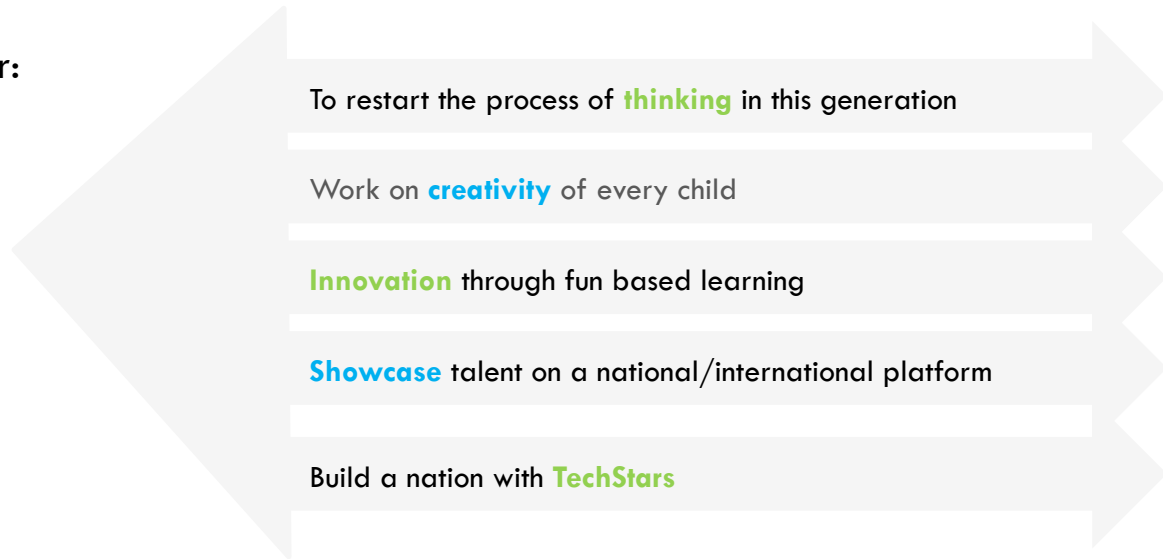 r:
To restart the process of thinking in this generation
Work on creativity of every child
Innovation through fun based learning
Showcase talent on a national/international platform
Build a nation with TechStars